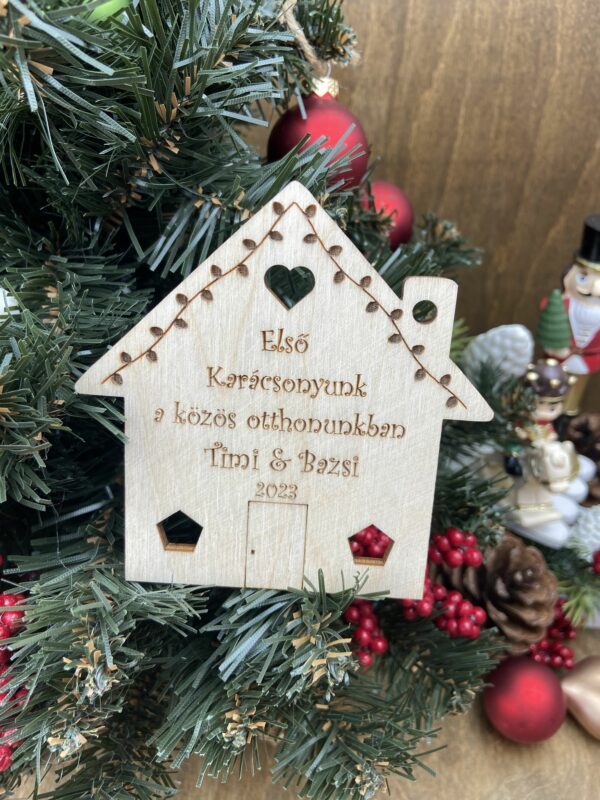 Első
Karácsonyunk
a közös otthonunkban
Timi & Bazsi
2023